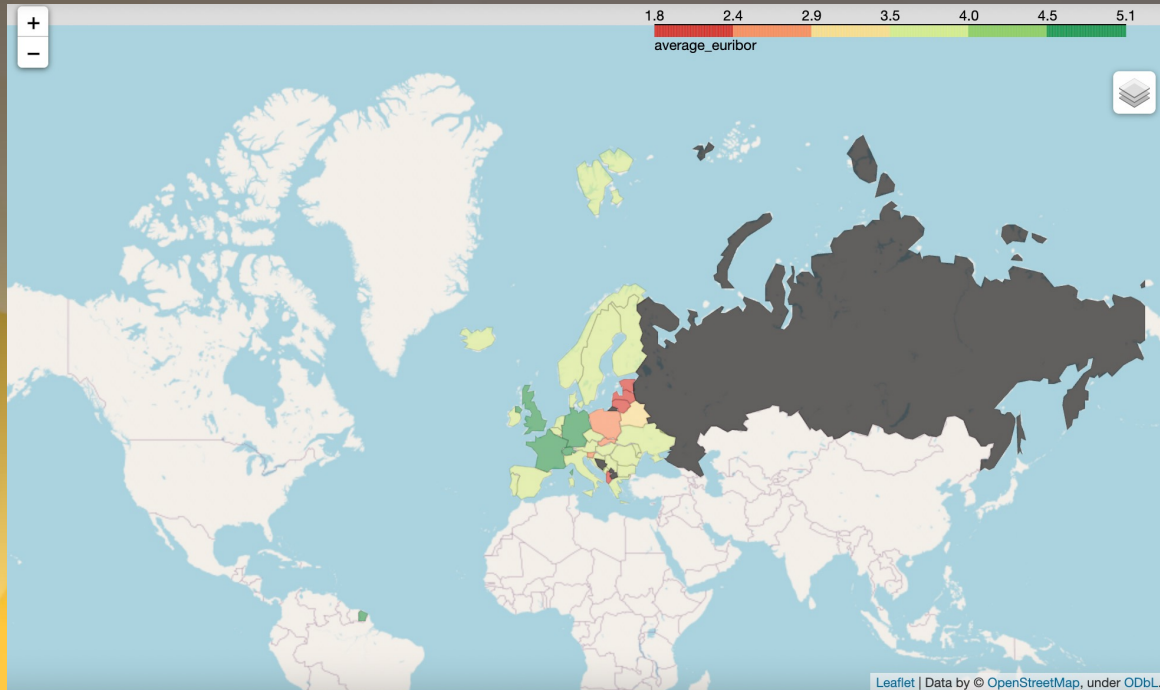 +
−
1.8 2.4 2.9 3.5 4.0 4.5 5.1
average_euribor
Leaflet | Data by © OpenStreetMap, under ODbL.